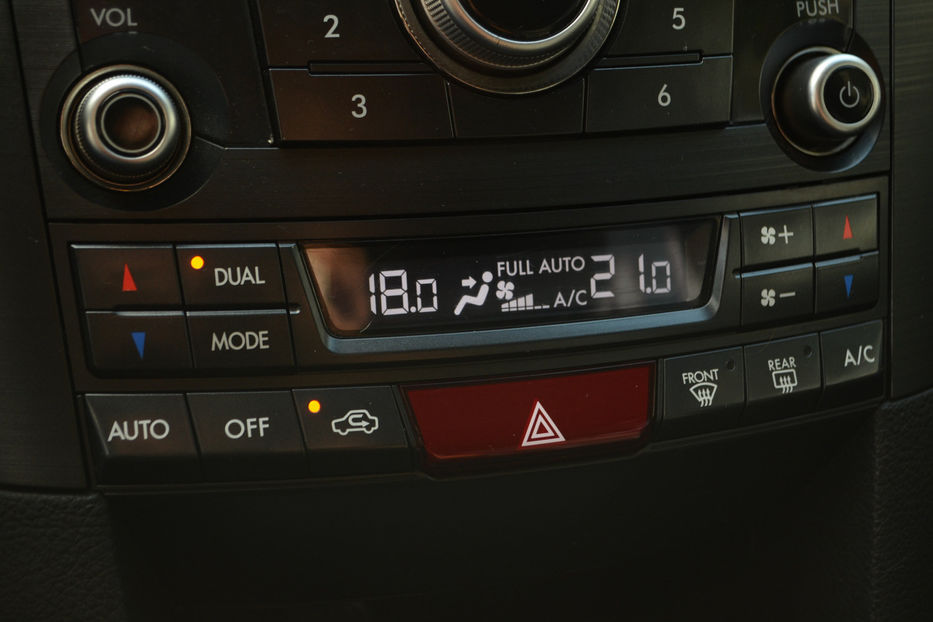 VOL
2
5
PUSH
3
6
DUAL
18.0
FULL AUTO
A/C
21.0
+
MODE
-
AUTO
OFF
FRONT
REAR
A/C